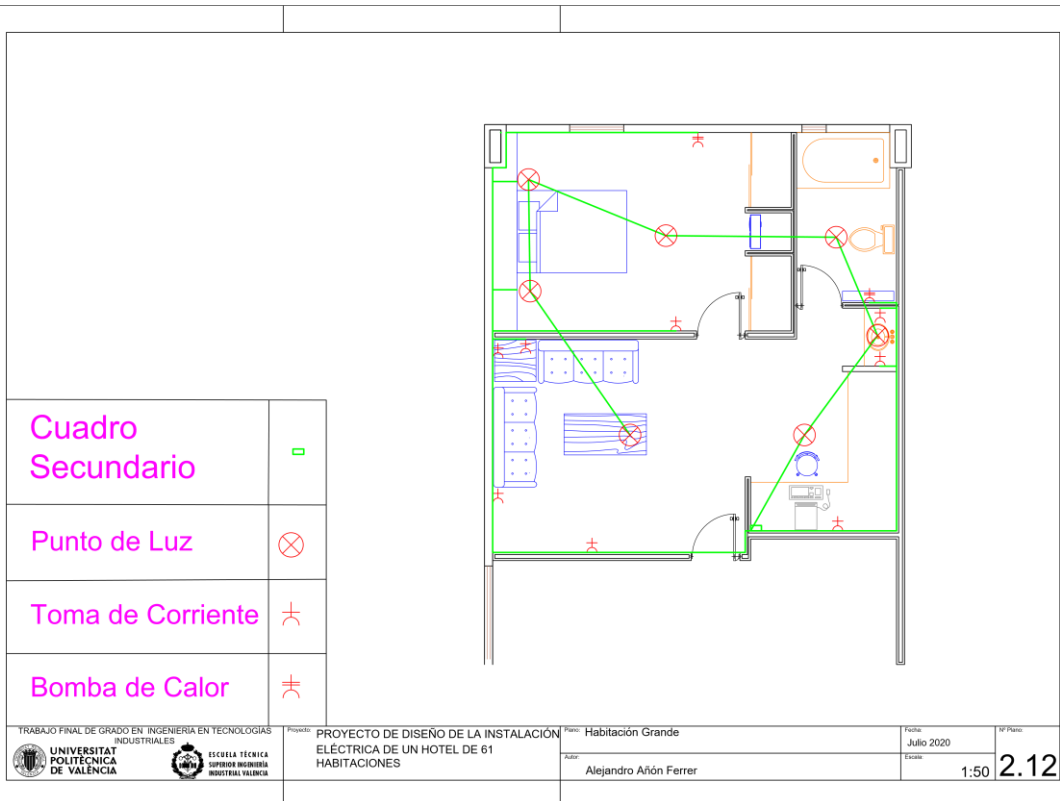 Cuadro
Secundario
Punto de Luz
Toma de Corriente
Bomba de Calor
TRABAJO FINAL DE GRADO EN INGENIERÍA EN TECNOLOGÍAS
INDUSTRIALES
UNIVERSITAT
POLITÈCNICA
DE VALÈNCIA
ESCUELA TÉCNICA
SUPERIOR INGENIERÍA
INDUSTRIAL VALENCIA
Proyecto:
PROYECTO DE DISEÑO DE LA INSTALACIÓN
ELÉCTRICA DE UN HOTEL DE 61
HABITACIONES
Plano: Habitación Grande
Autor:
Alejandro Añón Ferrer
Fecha:
Julio 2020
Escala:
1:50
Nº Plano:
2.12